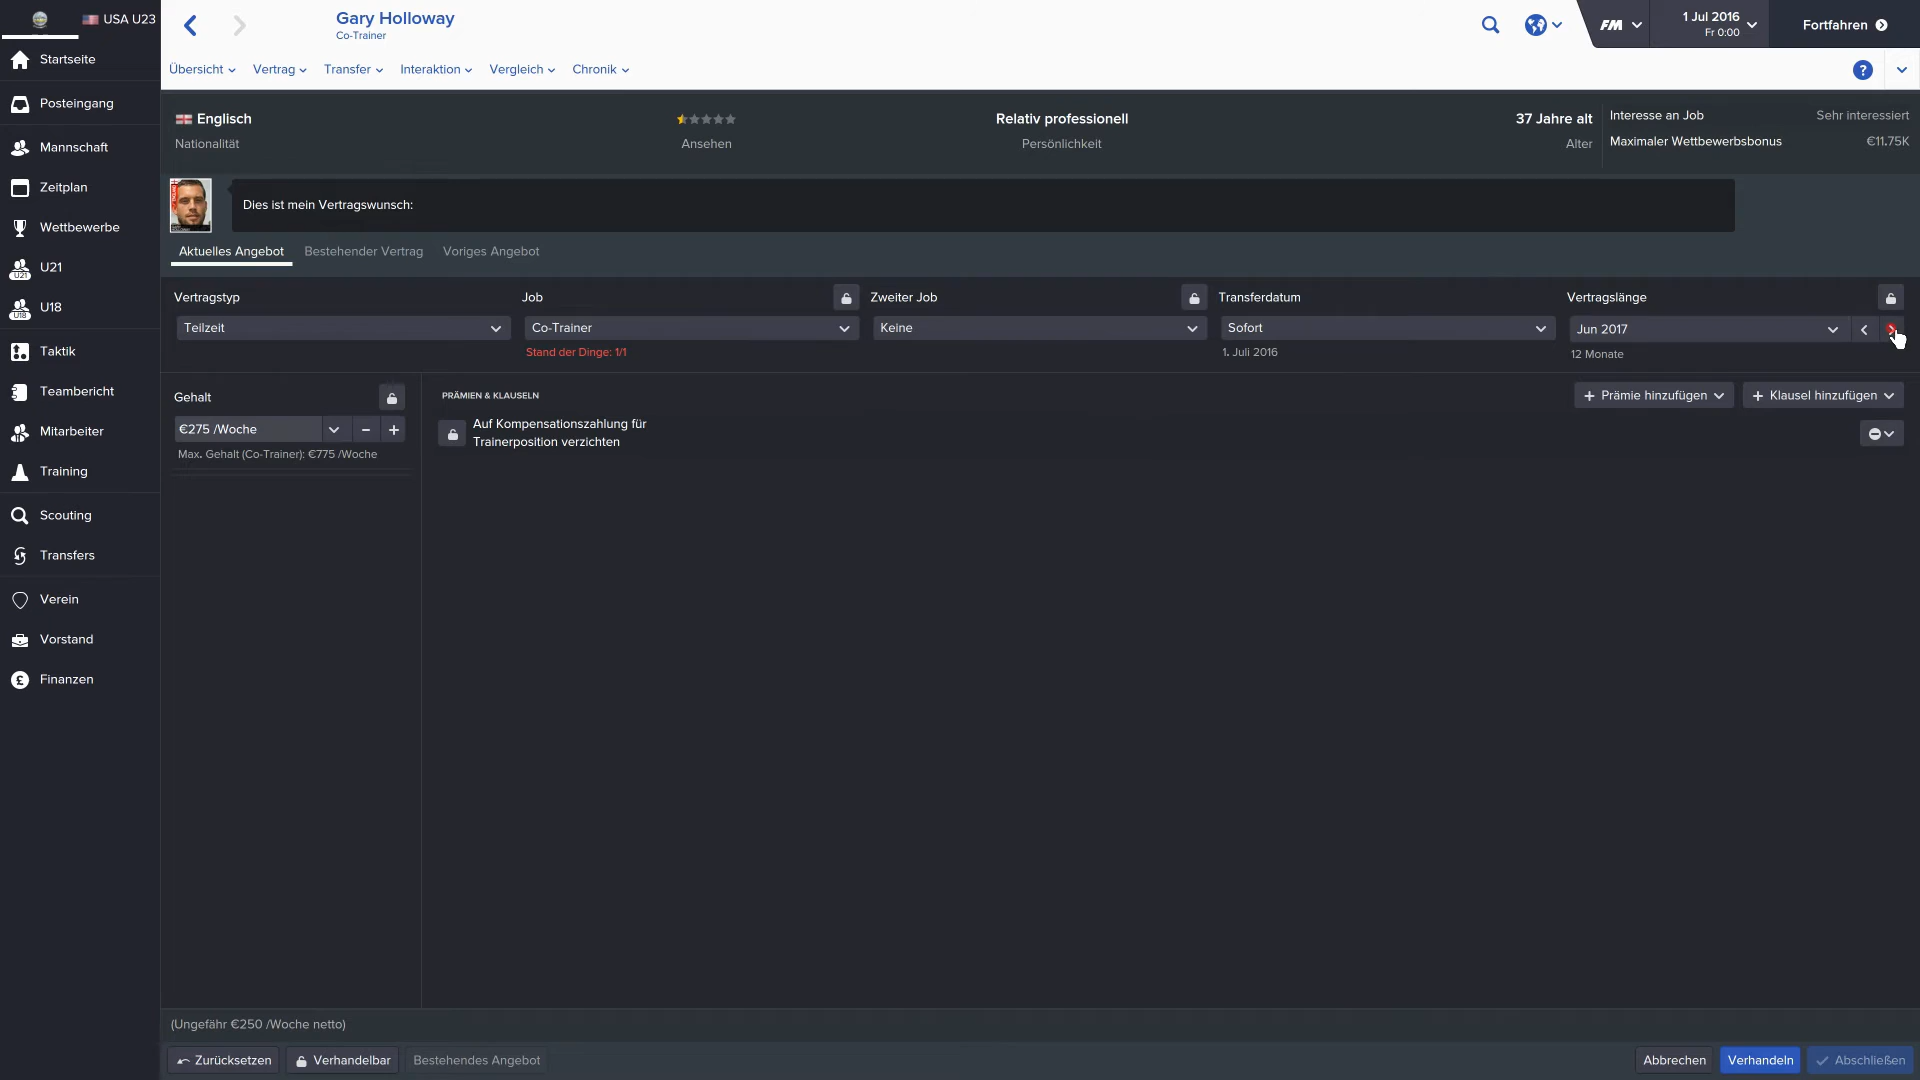 USA U23
Gary Holloway
Co-Trainer
FM
1 Jul 2016
Fr 0:00
Fortfahren
Übersicht
Vertrag
Transfer
Interaktion
Vergleich
Chronik
?
Startseite
Posteingang
Mannschaft
Zeitplan
Wettbewerbe
U21
U21
U18
U18
Taktik
Teambericht
Mitarbeiter
Training
Scouting
Transfers
Verein
Vorstand
£ Finanzen
Englisch
Nationalität
Ansehen
Relativ professionell
Persönlichkeit
37 Jahre alt
Alter
Interesse an Job
Sehr interessiert
Maximaler Wettbewerbsbonus
€11.75K
Dies ist mein Vertragswunsch:
Aktuelles Angebot
Bestehender Vertrag
Voriges Angebot
Vertragstyp
Teilzeit
Job
Co-Trainer
Stand der Dinge: 1/1
Zweiter Job
Keine
Transferdatum
Sofort
1. Juli 2016
Vertragslänge
Jun 2017
12 Monate
Gehalt
€275 /Woche
Max. Gehalt (Co-Trainer): €775 /Woche
PRÄMIEN & KLAUSELN
+ Prämie hinzufügen
+ Klausel hinzufügen
Auf Kompensationszahlung für
Trainerposition verzichten
(Ungefähr €250 /Woche netto)
Zurücksetzen
Verhandelbar
Bestehendes Angebot
Abbrechen
Verhandeln
Abschließen